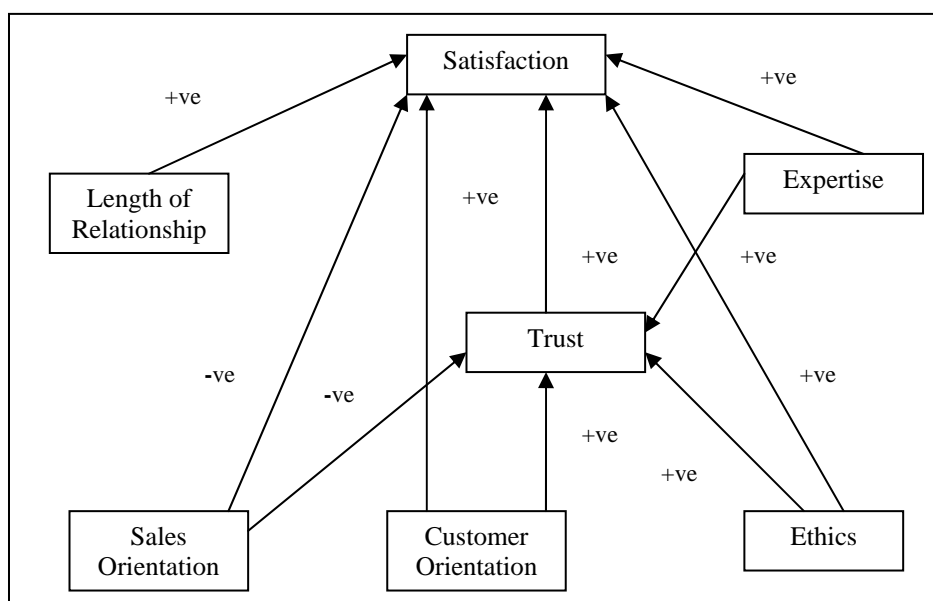 Satisfaction
+ve
+ve
Length of
Relationship
Expertise
+ve
+ve
+ve
Trust
-ve
-ve
+ve
+ve
+ve
Sales
Orientation
Customer
Orientation
Ethics